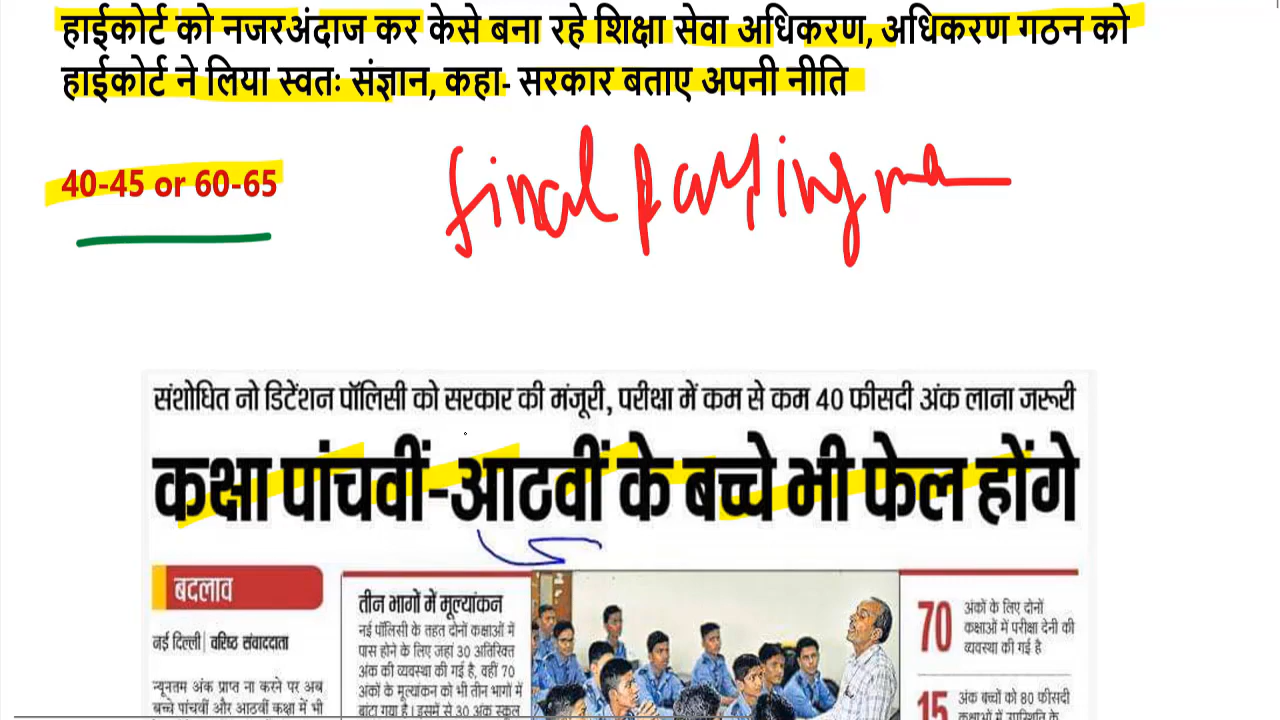 हाईकोर्ट को नजरअंदाज कर केसे बना रहे शिक्षा सेवा अधिकरण, अधिकरण गठन को
हाईकोर्ट ने लिया स्वतः संज्ञान, कहा- सरकार बताए अपनी नीति
40-45 or 60-65
final passing ma
संशोधित नो डिटेंशन पॉलिसी को सरकार की मंजूरी, परीक्षा में कम से कम 40 फीसदी अंक लाना जरूरी
कक्षा पांचवीं-आठवीं के बच्चे भी फेल होंगे
बदलाव
नई दिल्ली | वरिष्ठ संवाददाता
न्यूनतम अंक प्राप्त ना करने पर अब
बच्चे पांचवीं और आठवीं कक्षा में भी
तीन भागों में मूल्यांकन
नई पॉलिसी के तहत दोनों कक्षाओं में
पास होने के लिए जहां 30 अतिरिक्त
अंक की व्यवस्था की गई है, वहीं 70
अंकों के मूल्यांकन को भी तीन भागों में
बांटा गया है। इसमें से 30 अंक स्कूल
70
अंकों के लिए दोनों
कक्षाओं में परीक्षा देनी की
व्यवस्था की गई है
15
अंक बच्चों को 80 फीसदी
कक्षाओं में उपस्थिति के